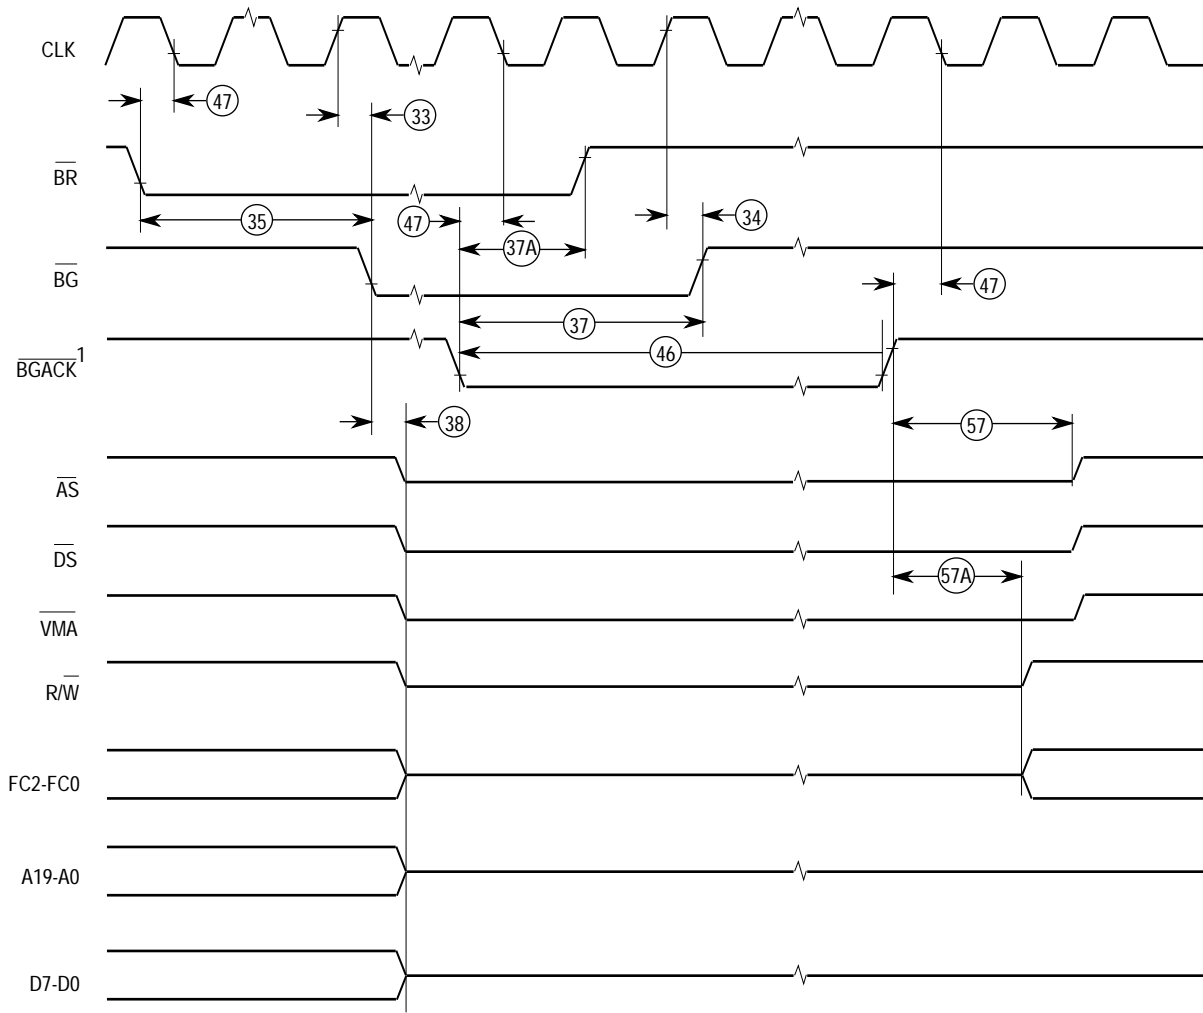 CLK
47
33
BR
35
47
37A
34
BG
37
47
BGACK1
46
38
57
AS
DS
57A
VMA
R/W
FC2-FC0
A19-A0
D7-D0